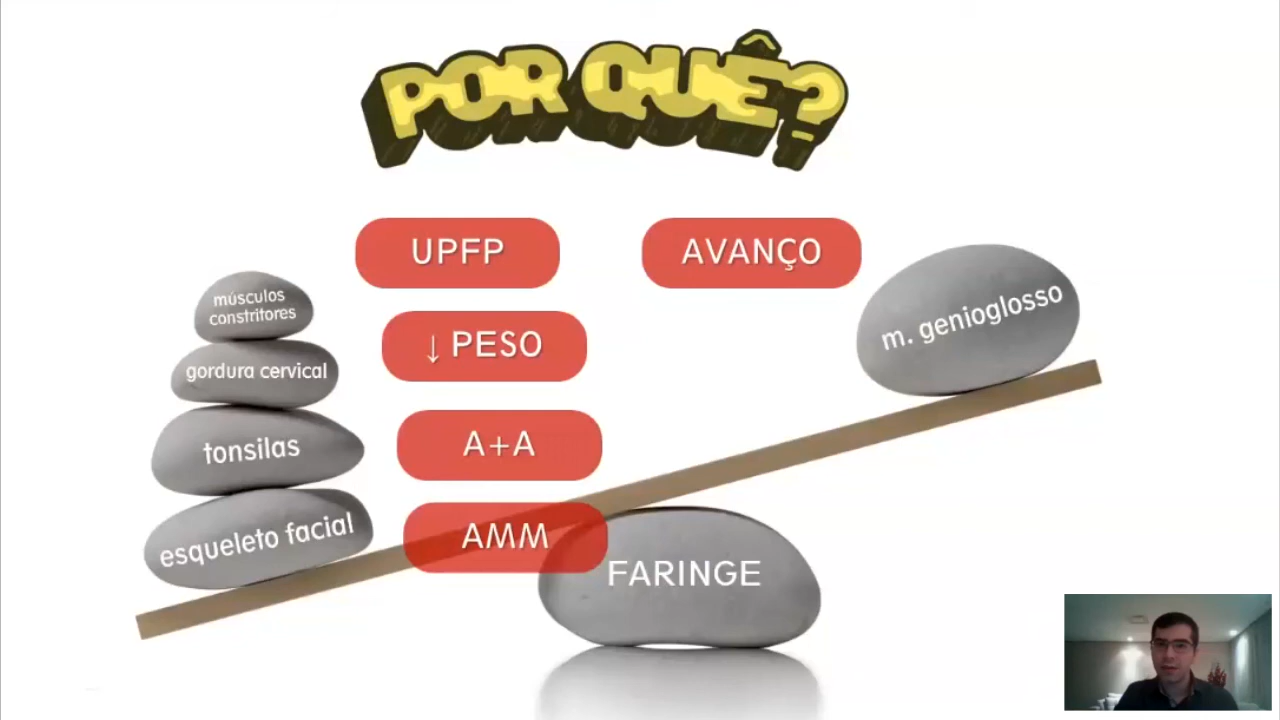 POR QUÊ?
UPFP
AVANÇO
músculos
constritores
m. genioglosso
↓ PESO
gordura cervical
tonsilas
A+A
esqueleto facial
AMM
FARINGE